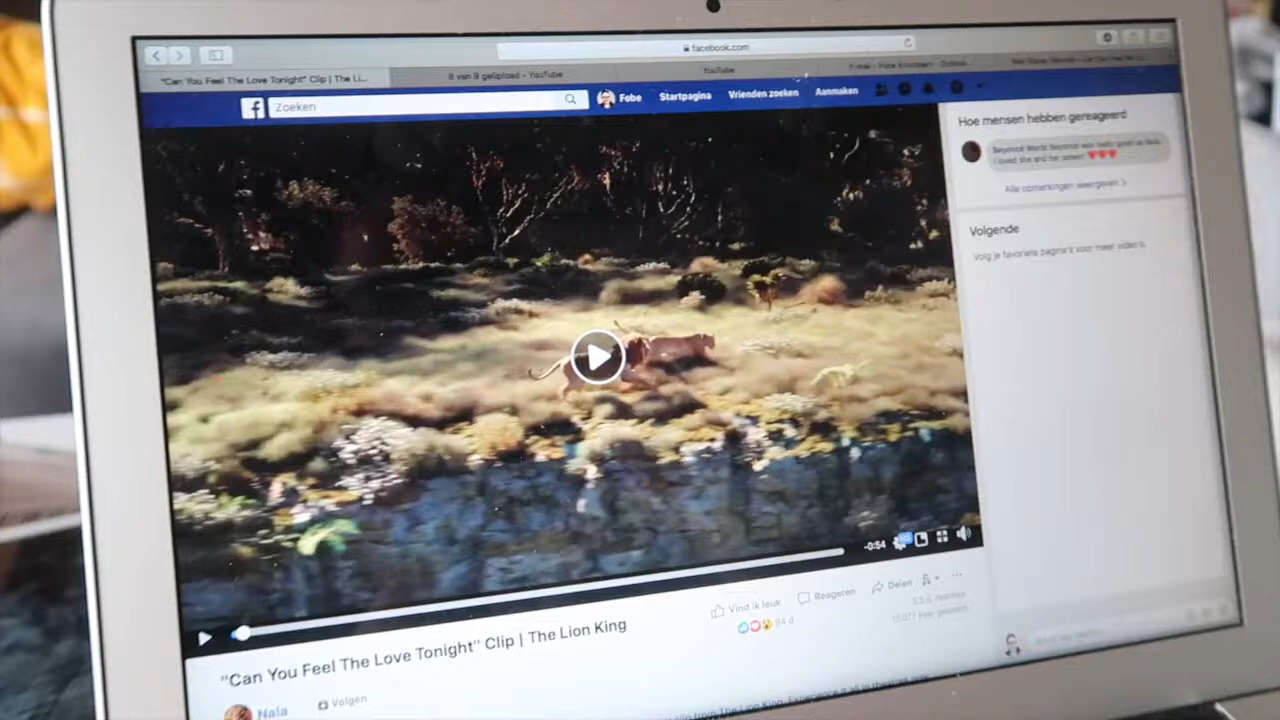 facebook.com
"Can You Feel The Love Tonight" Clip | The Li...
8 van 9 geüpload - YouTube
YouTube
Zoeken
Fobe
Startpagina
Vrienden zoeken
Aanmaken
Hoe mensen hebben gereageerd
Alle opmerkingen weergeven
Volgende
Volg je favoriete pagina's voor meer video's.
-0:54
HD
Vind ik leuk
Reageren
Delen
"Can You Feel The Love Tonight" Clip | The Lion King
Nala
Volgen